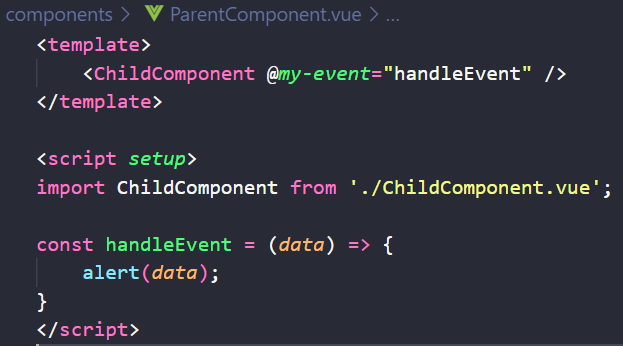 components > ParentComponent.vue > ...
<template>
    <ChildComponent @my-event="handleEvent" />
</template>

<script setup>
import ChildComponent from './ChildComponent.vue';

const handleEvent = (data) => {
    alert(data);
}
</script>